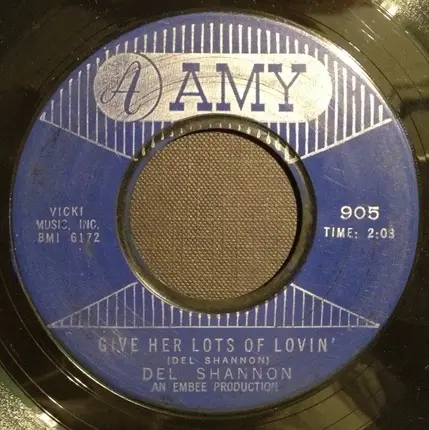 A AMY
VICKI
MUSIC, INC.
BMI 6172
905
TIME: 2:03
GIVE HER LOTS OF LOVIN'
(DEL SHANNON)
DEL SHANNON
AN EMBEE PRODUCTION